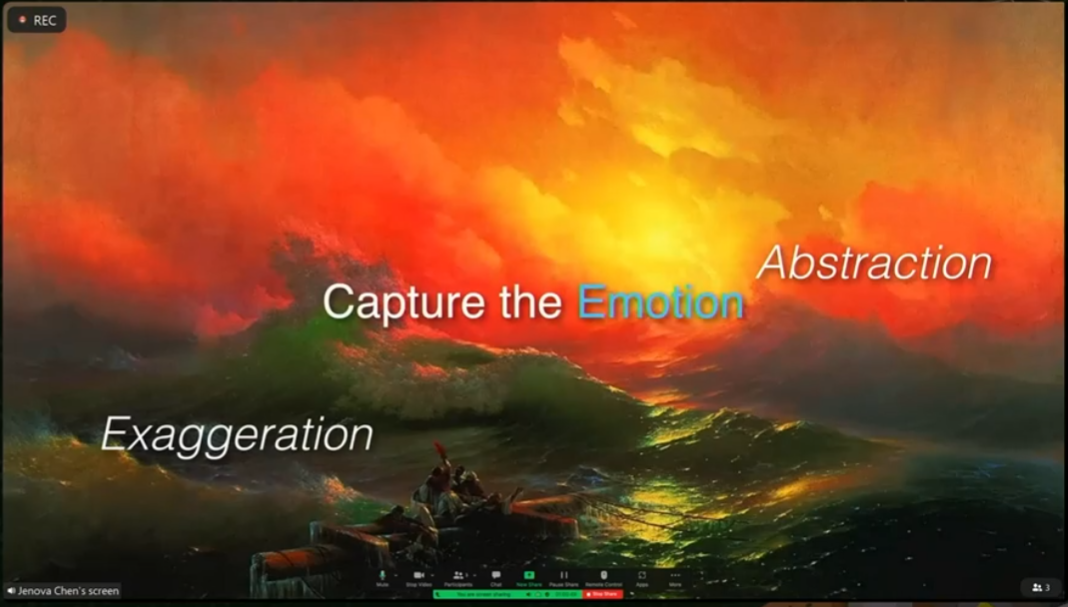 REC
Abstraction
Capture the Emotion
Exaggeration
Mute
Stop Video
Participants
Chat
New Share
Pause Share
Remote Control
Apps
More
You are screen sharing
Stop Share
Jenova Chen's screen
3